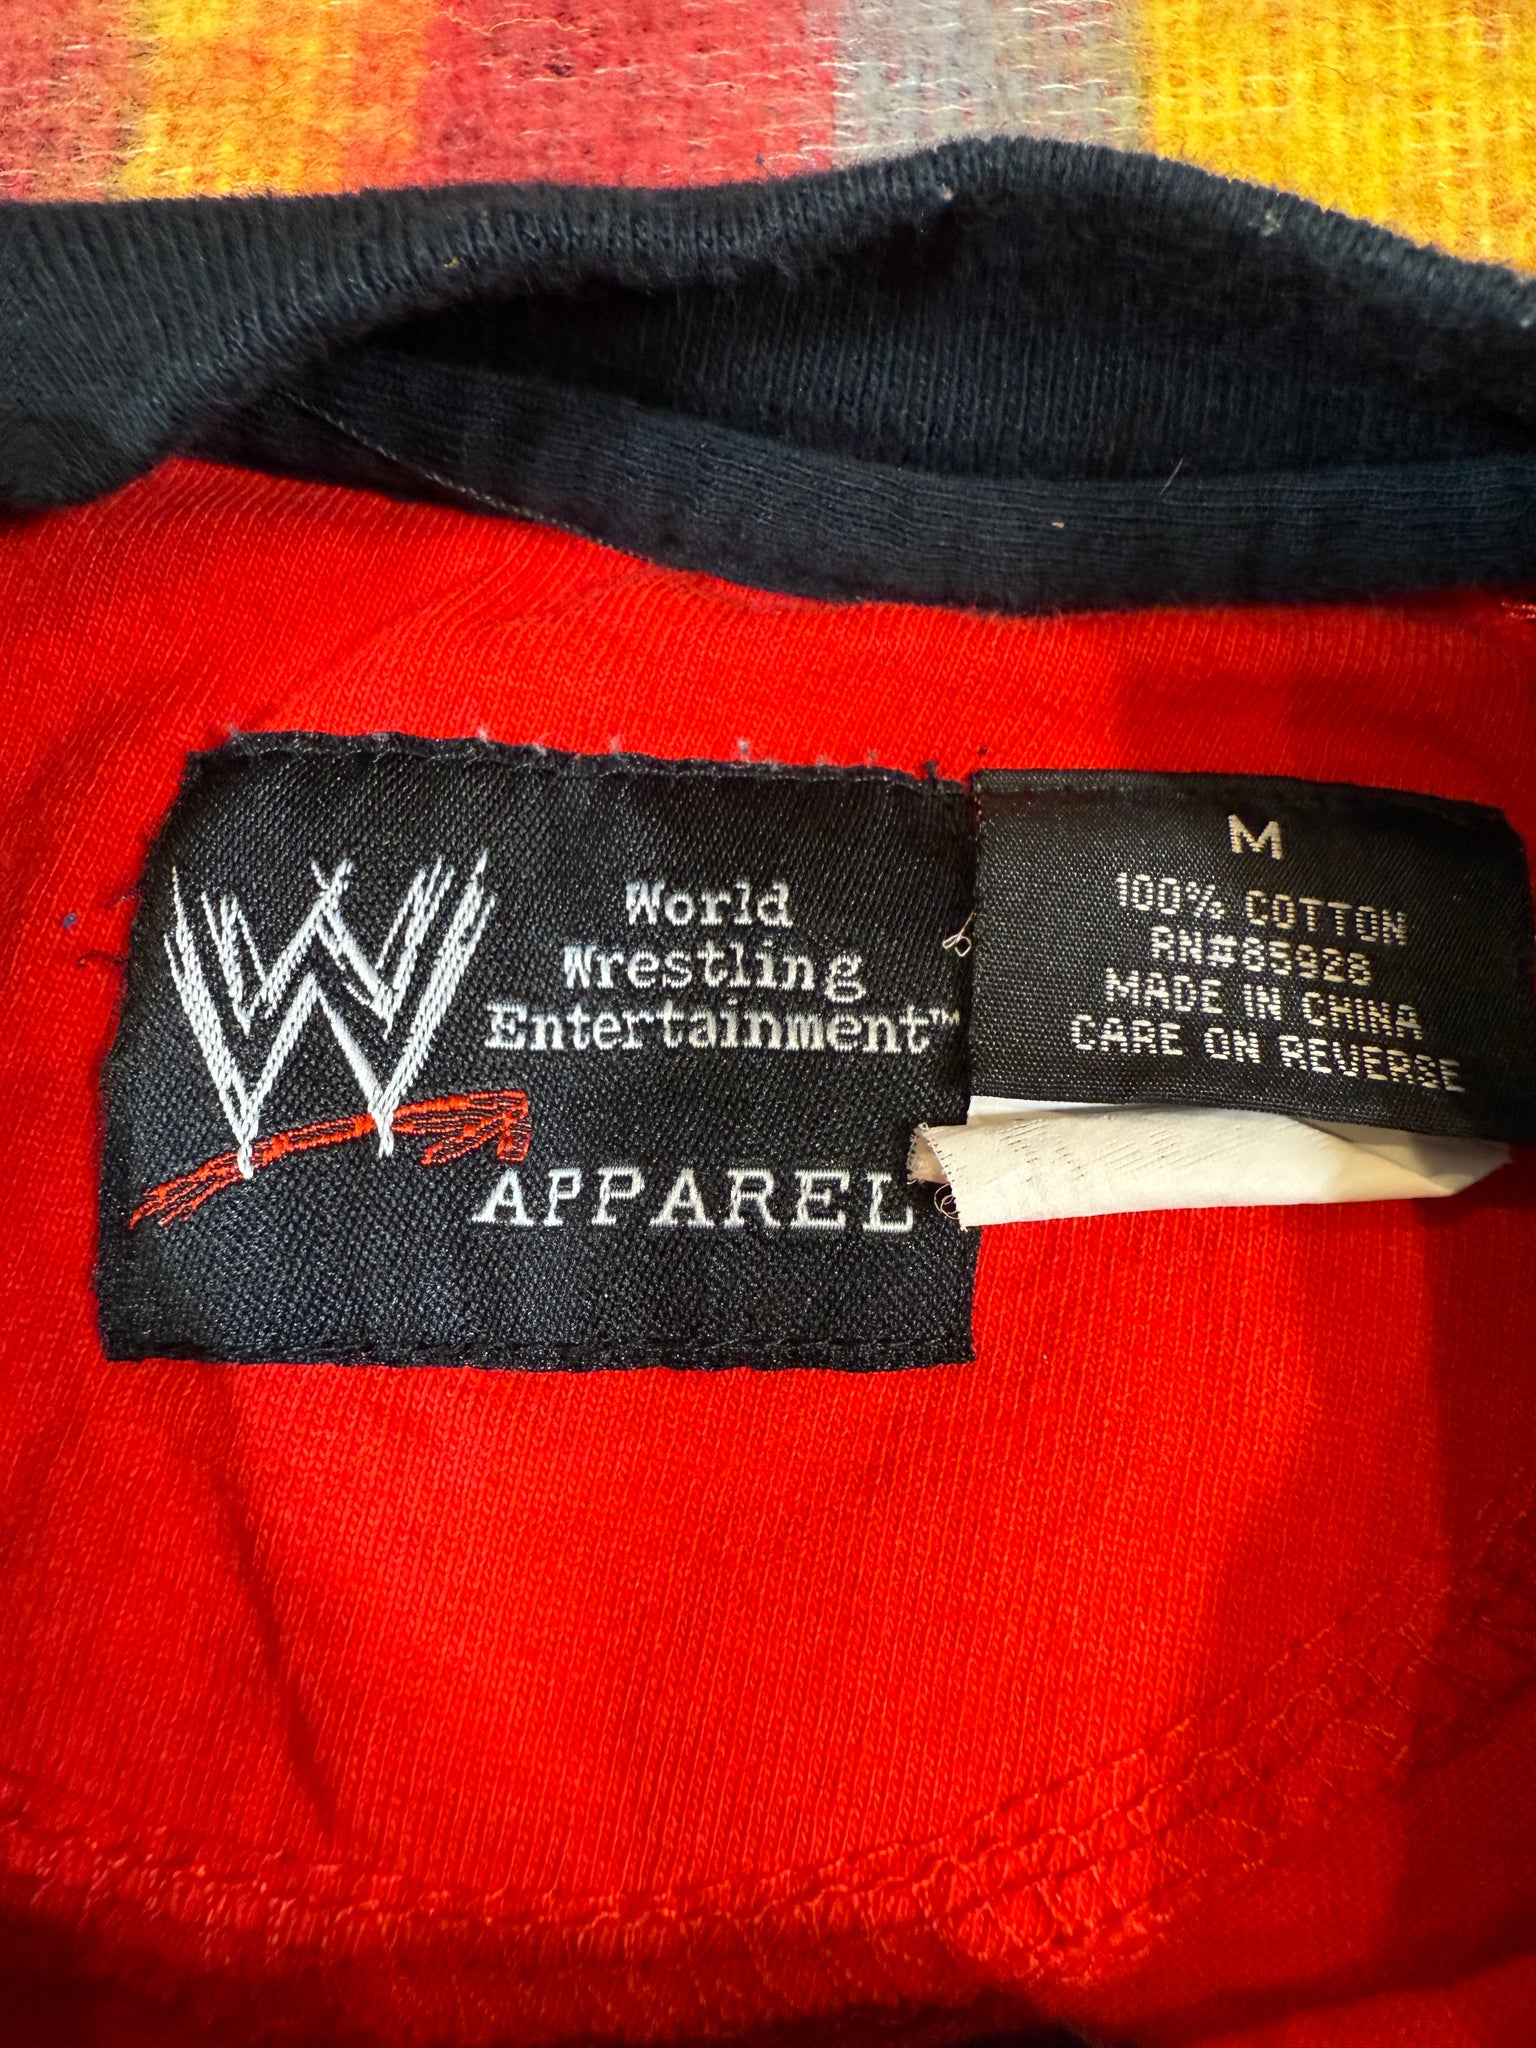 World
Wrestling
Entertainment™
APPAREL
M
100% COTTON
RN#85928
MADE IN CHINA
CARE ON REVERSE